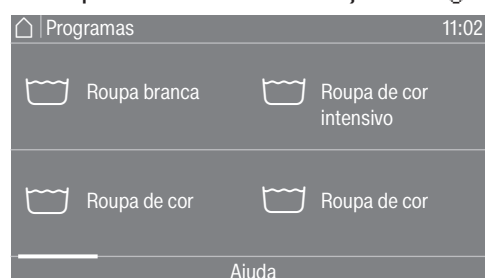 Programas 11:02
Roupa branca
Roupa de cor
intensivo
Roupa de cor
Roupa de cor
Ajuda